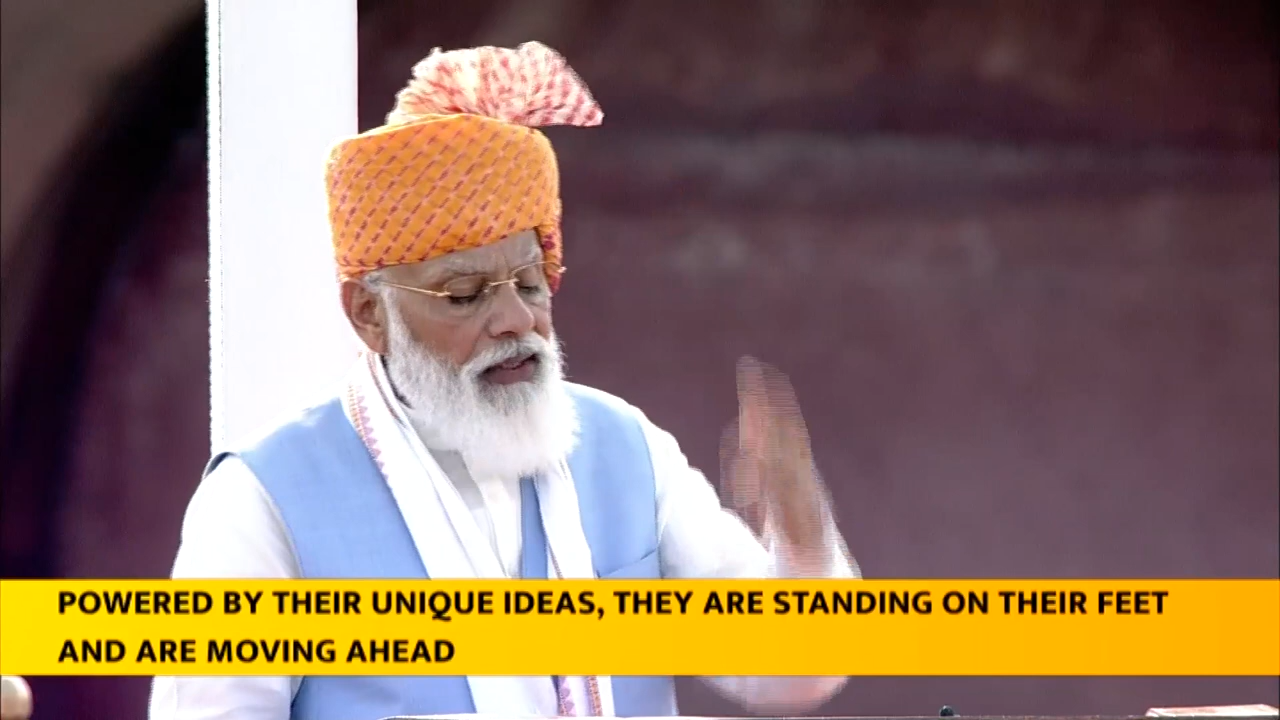 POWERED BY THEIR UNIQUE IDEAS, THEY ARE STANDING ON THEIR FEET
AND ARE MOVING AHEAD